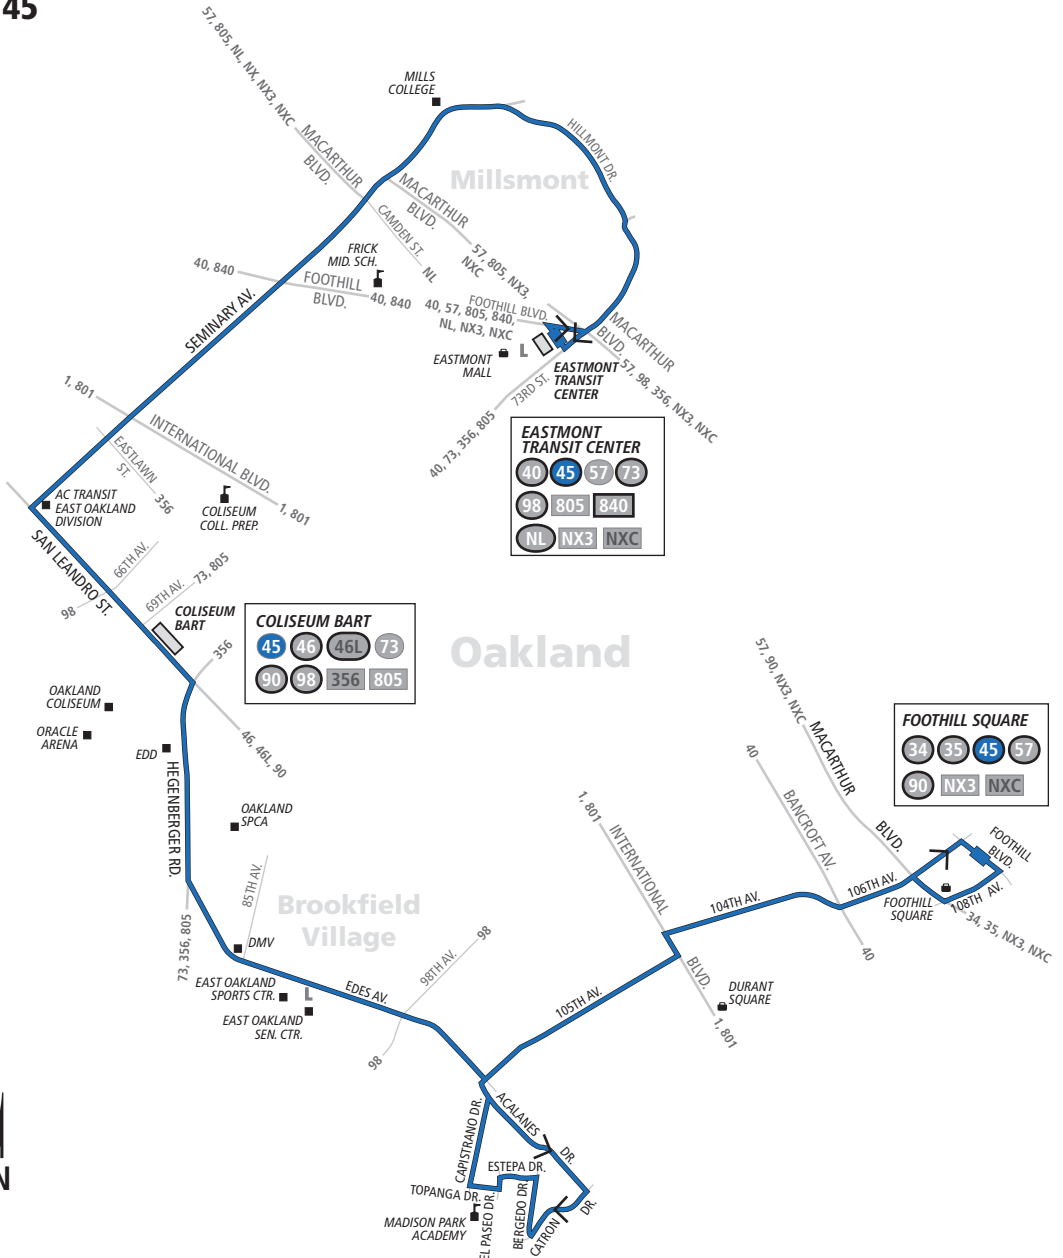 45
57, 805, NL, NX, NX3, NXC
MACARTHUR
BLVD.
MILLS
COLLEGE
HILLMONT DR.
Millsmont
MACARTHUR
BLVD.
57, 805, NX3,
NXC
CAMDEN ST.
NL
FRICK
MID. SCH.
40, 840
FOOTHILL
BLVD.
40, 840
SEMINARY AV.
FOOTHILL BLVD.
40, 57, 805, 840,
NL, NX3, NXC
EASTMONT
MALL
L
MACARTHUR
BLVD.
57, 98, 356, NX3, NXC
EASTMONT
TRANSIT
CENTER
73RD ST.
40, 73, 356, 805
EASTMONT
TRANSIT CENTER
40 45 57 73
98 805 840
NL NX3 NXC
1, 801
INTERNATIONAL BLVD.
1, 801
EASTLAWN
ST.
356
AC TRANSIT
EAST OAKLAND
DIVISION
COLISEUM
COLL. PREP.
SAN LEANDRO ST.
66TH AV.
98
69TH AV.
73, 805
COLISEUM
BART
356
COLISEUM BART
45 46 46L 73
90 98 356 805
Oakland
OAKLAND
COLISEUM
ORACLE
ARENA
EDD
46, 46L, 90
HEGENBERGER RD.
OAKLAND
SPCA
85TH AV.
73, 356, 805
Brookfield
Village
DMV
EAST OAKLAND
SPORTS CTR.
L
EAST OAKLAND
SEN. CTR.
EDES AV.
98TH AV.
98
98
57, 90, NX3, NXC
MACARTHUR
BLVD.
FOOTHILL SQUARE
34 35 45 57
90 NX3 NXC
40
BANCROFT AV.
40
1, 801
INTERNATIONAL
BLVD.
1, 801
104TH AV.
106TH AV.
FOOTHILL
BLVD.
108TH AV.
FOOTHILL
SQUARE
34, 35, NX3, NXC
105TH AV.
DURANT
SQUARE
ACALANES
DR.
CAPISTRANO DR.
ESTEPA DR.
TOPANGA DR.
EL PASEO DR.
BERGEDO DR.
CATRON
DR.
MADISON PARK
ACADEMY
N